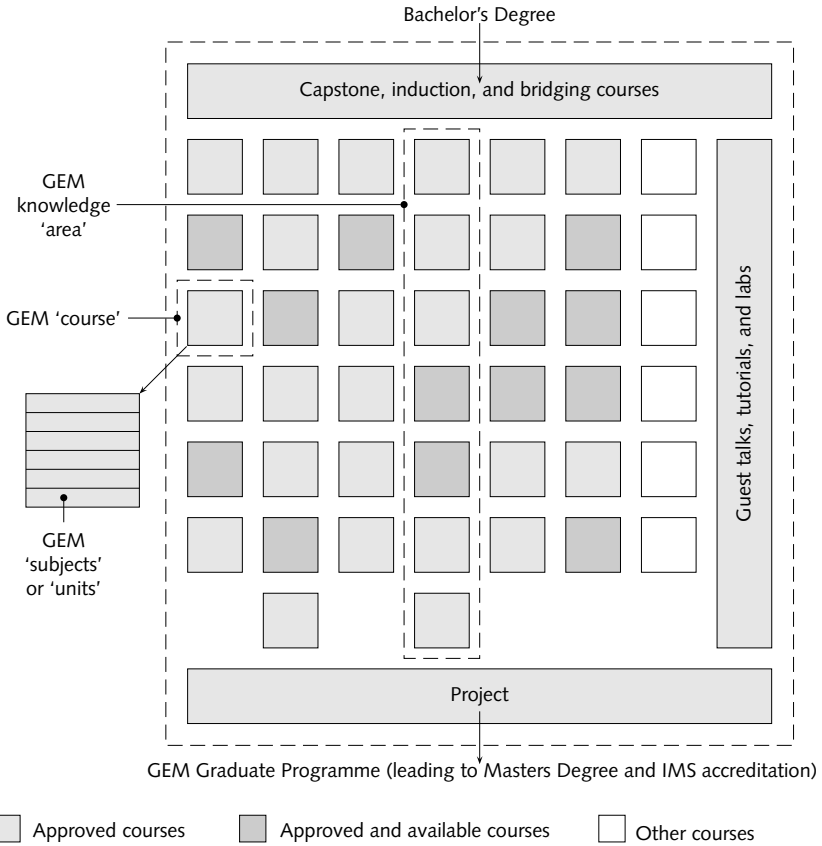 Bachelor's Degree
Capstone, induction, and bridging courses
GEM
knowledge
‘area’
GEM ‘course’
GEM
‘subjects’
or ‘units’
Guest talks, tutorials, and labs
Project
GEM Graduate Programme (leading to Masters Degree and IMS accreditation)
Approved courses
Approved and available courses
Other courses